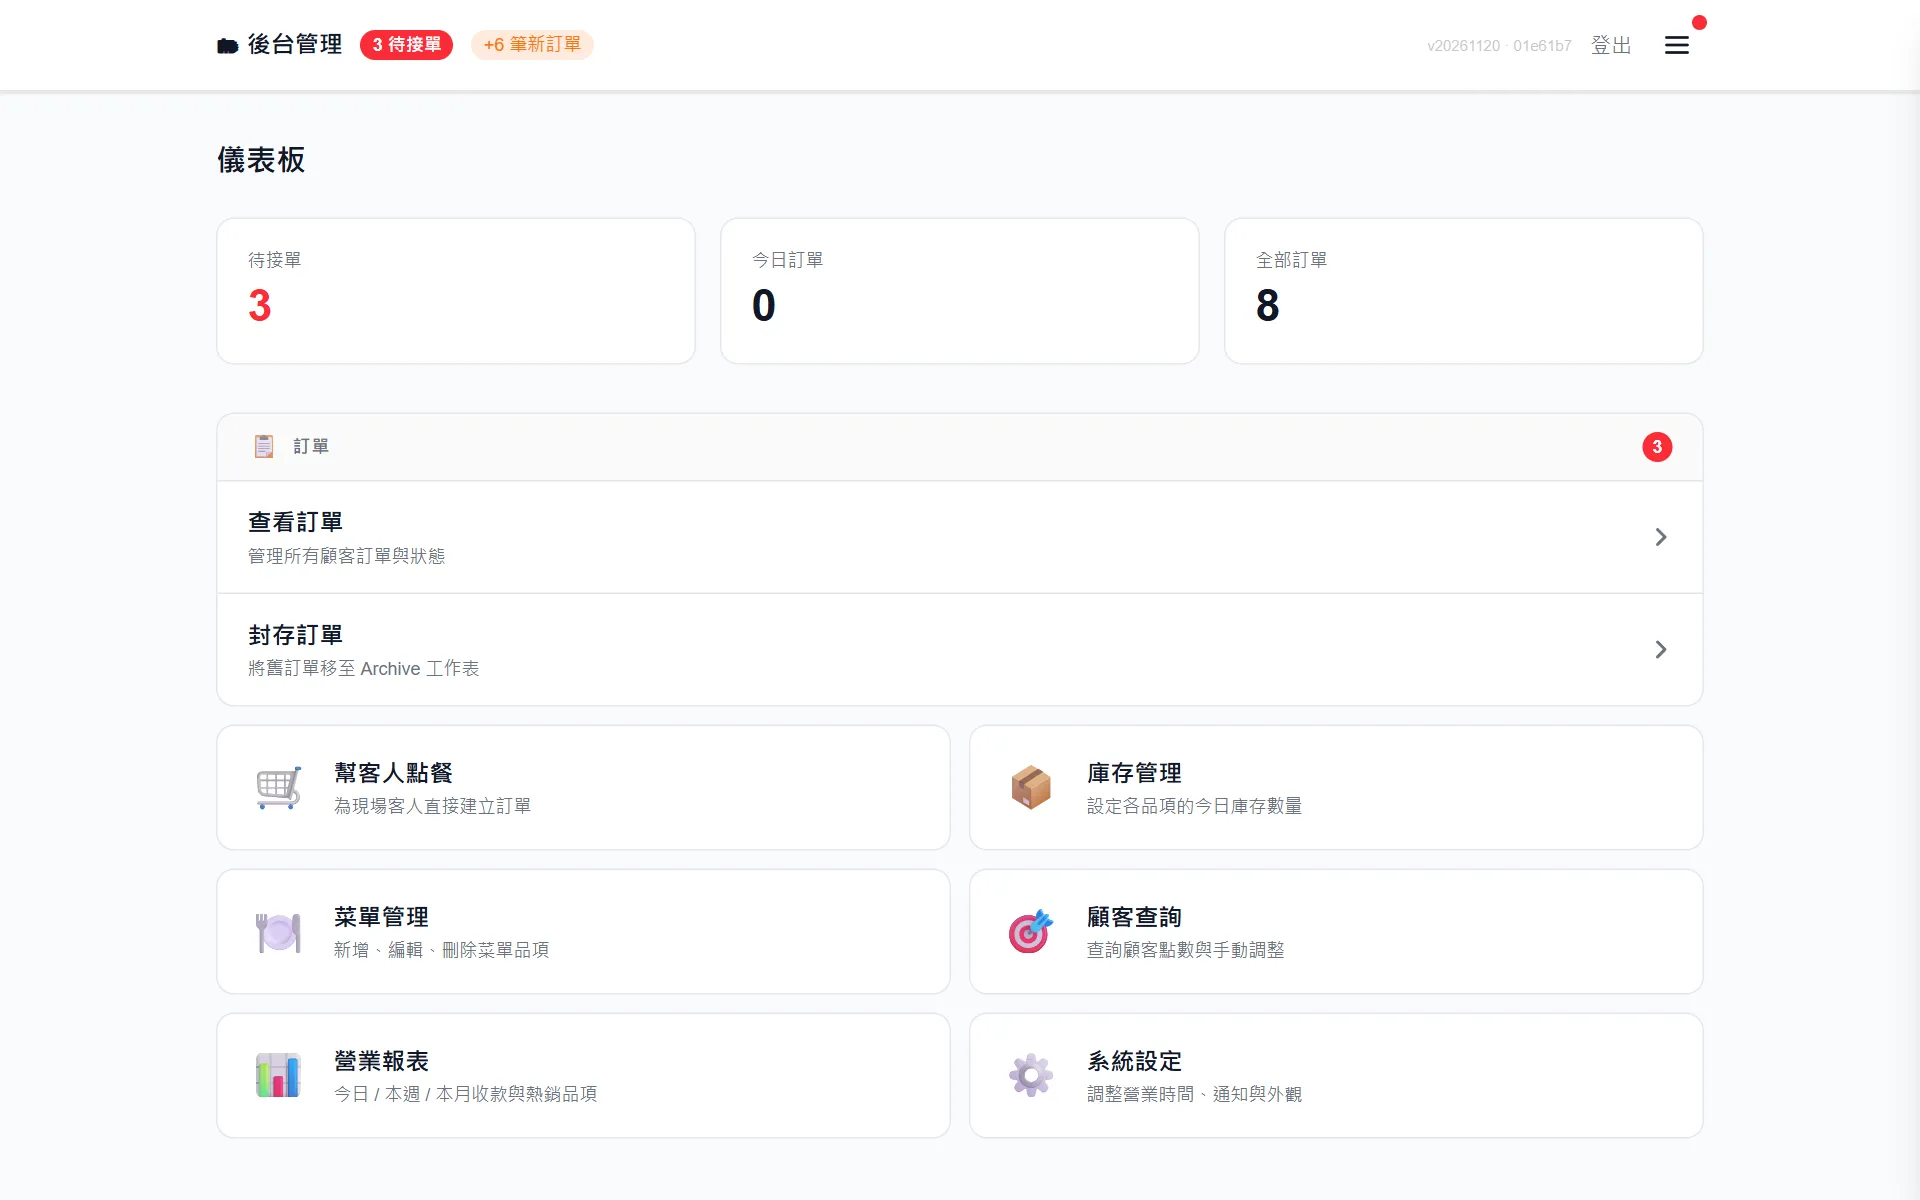 後台管理
3 待接單
+6 筆新訂單
v20261120 · 01e61b7
登出
儀表板
待接單
3
今日訂單
0
全部訂單
8
訂單
3
查看訂單
管理所有顧客訂單與狀態
封存訂單
將舊訂單移至 Archive 工作表
幫客人點餐
為現場客人直接建立訂單
庫存管理
設定各品項的今日庫存數量
菜單管理
新增、編輯、刪除菜單品項
顧客查詢
查詢顧客點數與手動調整
營業報表
今日 / 本週 / 本月收款與熱銷品項
系統設定
調整營業時間、通知與外觀